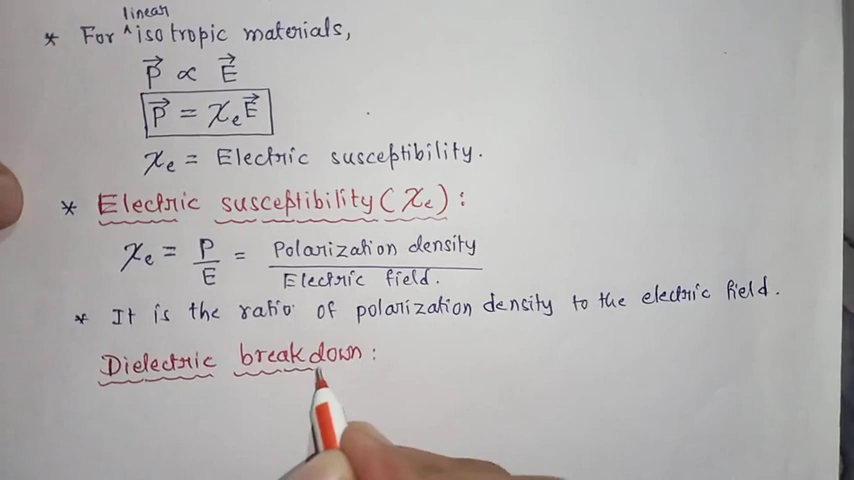 linear
* For ^ isotropic materials,
P⃗ ∝ E⃗
P⃗ = χe E⃗
χe = Electric susceptibility.
* Electric susceptibility (χe) :
χe = P/E = Polarization density / Electric field.
* It is the ratio of polarization density to the electric field.
Dielectric breakdown :